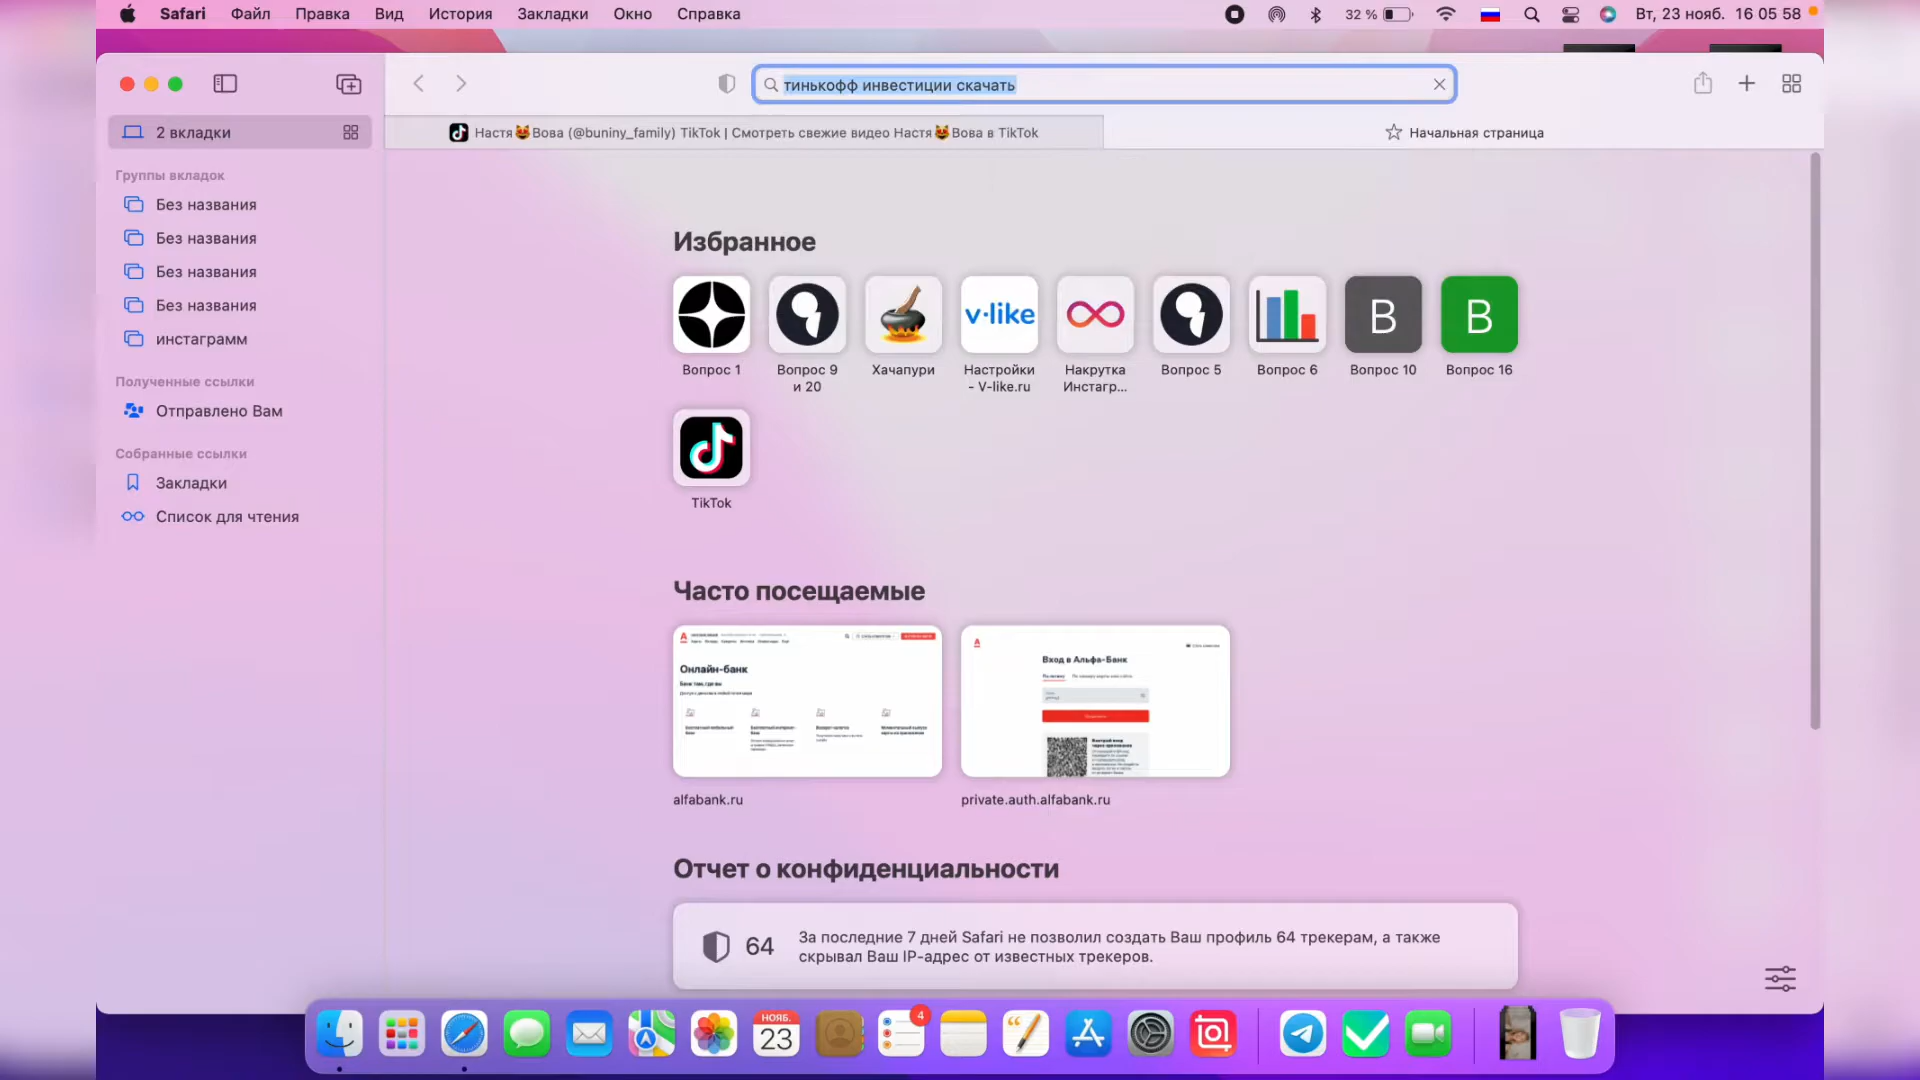 Safari Файл Правка Вид История Закладки Окно Справка 32 % Вт, 23 нояб. 16 05 58
тинькофф инвестиции скачать
2 вкладки
Настя😻Вова (@buniny_family) TikTok | Смотреть свежие видео Настя😻Вова в TikTok
Начальная страница
Группы вкладок
Без названия
Без названия
Без названия
Без названия
инстаграмм
Полученные ссылки
Отправлено Вам
Собранные ссылки
Закладки
Список для чтения
Избранное
v·like
B
B
Вопрос 1
Вопрос 9
и 20
Хачапури
Настройки
- V-like.ru
Накрутка
Инстагр...
Вопрос 5
Вопрос 6
Вопрос 10
Вопрос 16
TikTok
Часто посещаемые
Онлайн-банк
Вход в Альфа-Банк
alfabank.ru
private.auth.alfabank.ru
Отчет о конфиденциальности
64
За последние 7 дней Safari не позволил создать Ваш профиль 64 трекерам, а также
скрывал Ваш IP-адрес от известных трекеров.
НОЯБ.
23
4